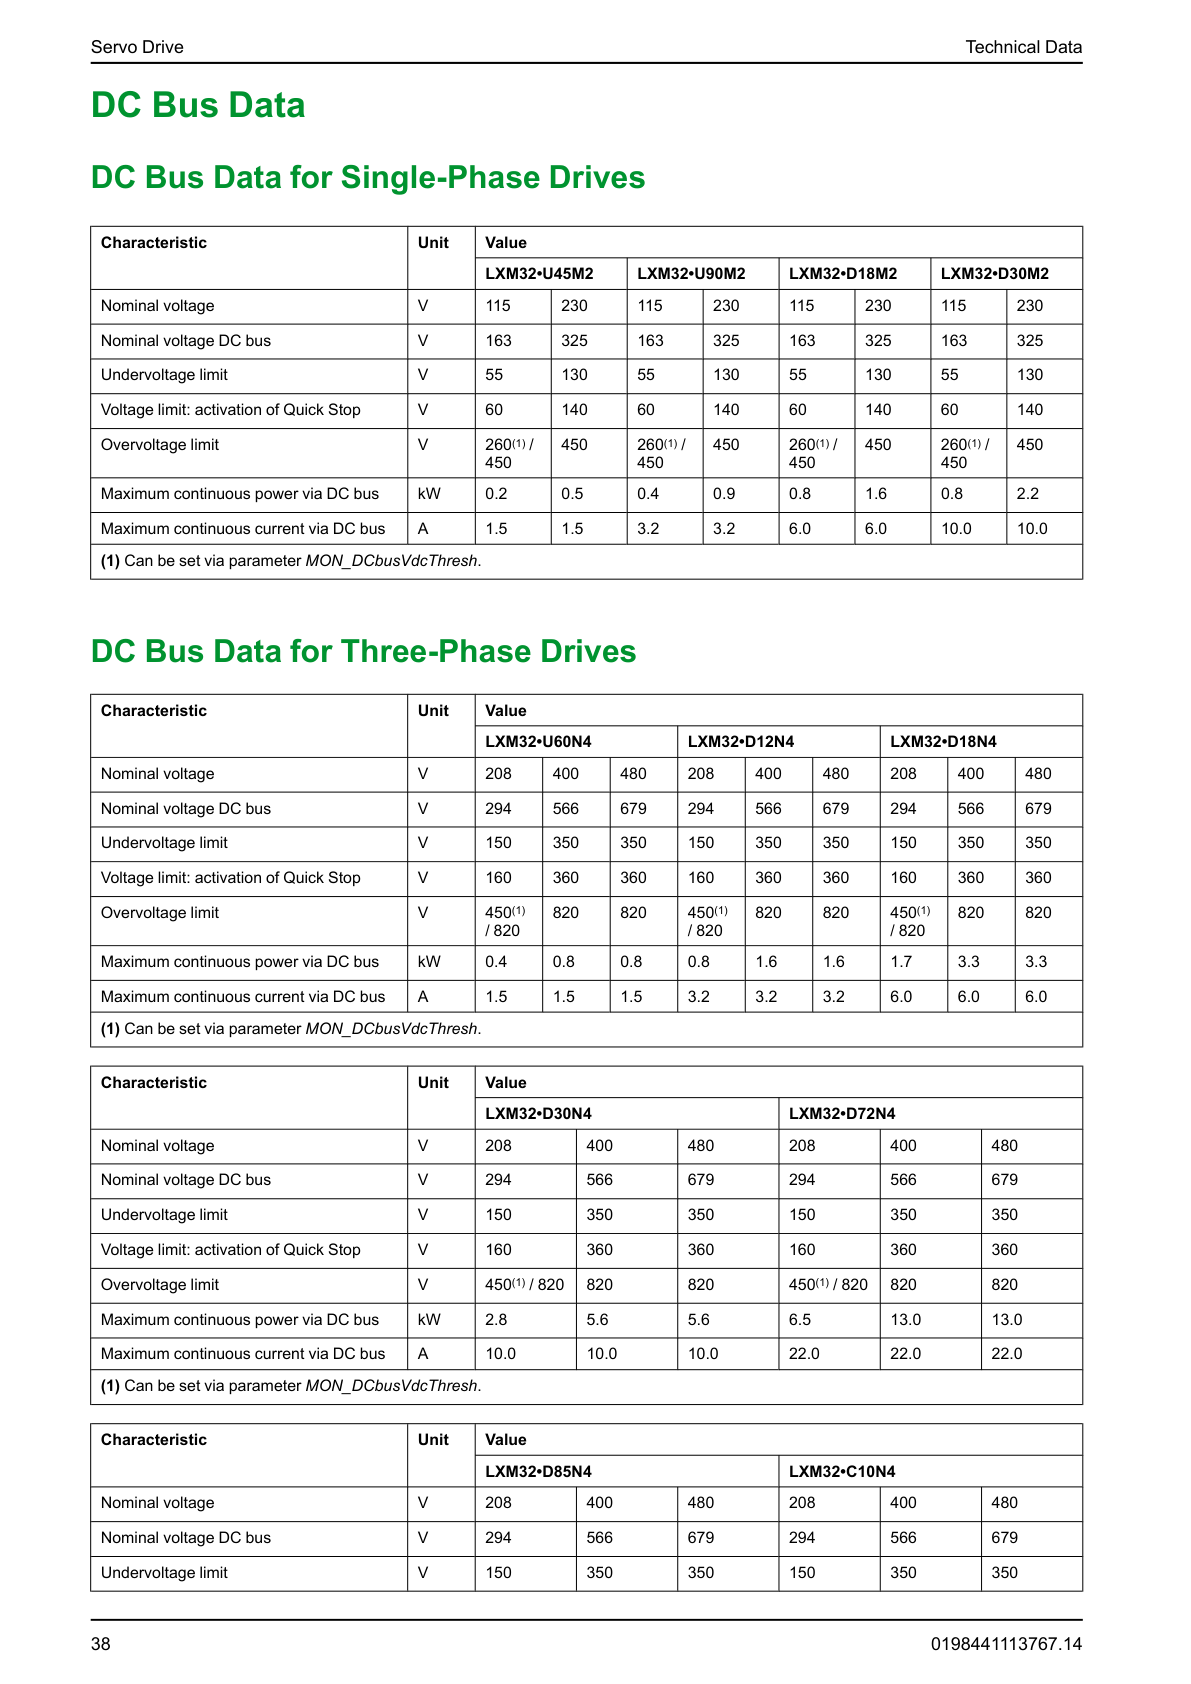 Servo Drive Technical Data
DC Bus Data
DC Bus Data for Single-Phase Drives
Characteristic Unit Value
LXM32•U45M2 LXM32•U90M2 LXM32•D18M2 LXM32•D30M2
Nominal voltage V 115 230 115 230 115 230 115 230
Nominal voltage DC bus V 163 325 163 325 163 325 163 325
Undervoltage limit V 55 130 55 130 55 130 55 130
Voltage limit: activation of Quick Stop V 60 140 60 140 60 140 60 140
Overvoltage limit V 260(1) / 450 260(1) / 450 260(1) / 450 260(1) / 450
450 450 450 450
Maximum continuous power via DC bus kW 0.2 0.5 0.4 0.9 0.8 1.6 0.8 2.2
Maximum continuous current via DC bus A 1.5 1.5 3.2 3.2 6.0 6.0 10.0 10.0
(1) Can be set via parameter MON_DCbusVdcThresh.
DC Bus Data for Three-Phase Drives
Characteristic Unit Value
LXM32•U60N4 LXM32•D12N4 LXM32•D18N4
Nominal voltage V 208 400 480 208 400 480 208 400 480
Nominal voltage DC bus V 294 566 679 294 566 679 294 566 679
Undervoltage limit V 150 350 350 150 350 350 150 350 350
Voltage limit: activation of Quick Stop V 160 360 360 160 360 360 160 360 360
Overvoltage limit V 450(1) 820 820 450(1) 820 820 450(1) 820 820
/ 820 / 820 / 820
Maximum continuous power via DC bus kW 0.4 0.8 0.8 0.8 1.6 1.6 1.7 3.3 3.3
Maximum continuous current via DC bus A 1.5 1.5 1.5 3.2 3.2 3.2 6.0 6.0 6.0
(1) Can be set via parameter MON_DCbusVdcThresh.
Characteristic Unit Value
LXM32•D30N4 LXM32•D72N4
Nominal voltage V 208 400 480 208 400 480
Nominal voltage DC bus V 294 566 679 294 566 679
Undervoltage limit V 150 350 350 150 350 350
Voltage limit: activation of Quick Stop V 160 360 360 160 360 360
Overvoltage limit V 450(1) / 820 820 820 450(1) / 820 820 820
Maximum continuous power via DC bus kW 2.8 5.6 5.6 6.5 13.0 13.0
Maximum continuous current via DC bus A 10.0 10.0 10.0 22.0 22.0 22.0
(1) Can be set via parameter MON_DCbusVdcThresh.
Characteristic Unit Value
LXM32•D85N4 LXM32•C10N4
Nominal voltage V 208 400 480 208 400 480
Nominal voltage DC bus V 294 566 679 294 566 679
Undervoltage limit V 150 350 350 150 350 350
38 0198441113767.14